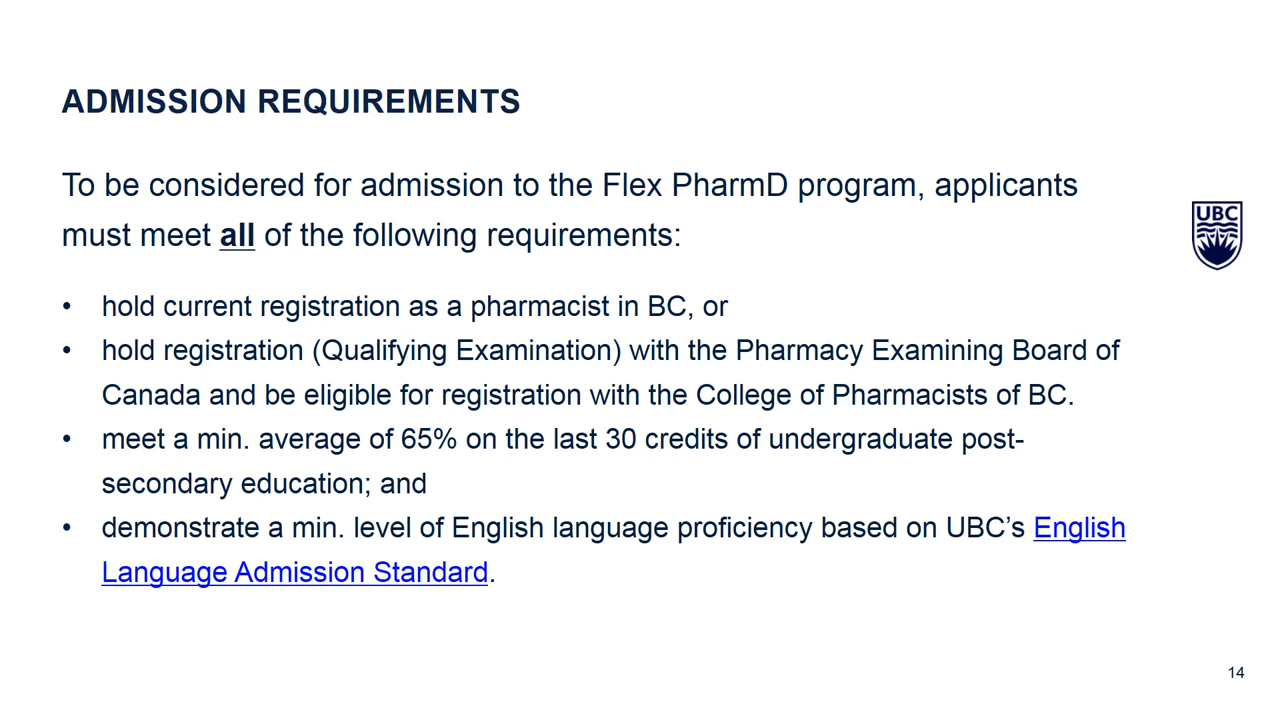 ADMISSION REQUIREMENTS
To be considered for admission to the Flex PharmD program, applicants
must meet all of the following requirements:
UBC
• hold current registration as a pharmacist in BC, or
• hold registration (Qualifying Examination) with the Pharmacy Examining Board of
Canada and be eligible for registration with the College of Pharmacists of BC.
• meet a min. average of 65% on the last 30 credits of undergraduate post-
secondary education; and
• demonstrate a min. level of English language proficiency based on UBC’s English
Language Admission Standard.
14